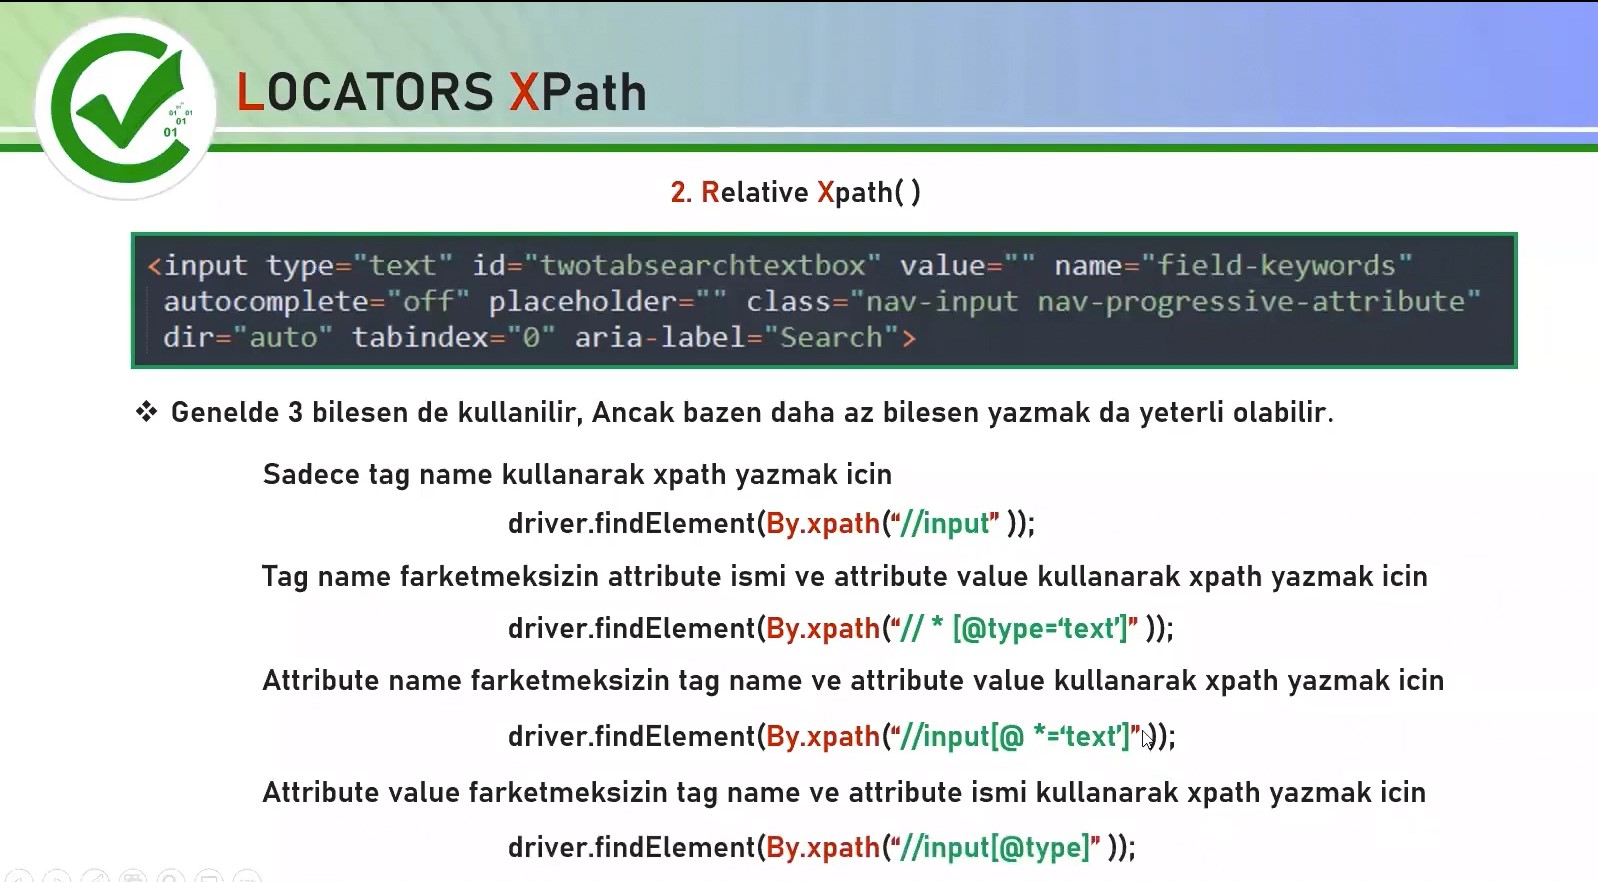 LOCATORS XPath
01
01 01
01
01
2. Relative Xpath( )
<input type="text" id="twotabsearchtextbox" value="" name="field-keywords"
autocomplete="off" placeholder="" class="nav-input nav-progressive-attribute"
dir="auto" tabindex="0" aria-label="Search">
❖ Genelde 3 bilesen de kullanilir, Ancak bazen daha az bilesen yazmak da yeterli olabilir.
Sadece tag name kullanarak xpath yazmak icin
driver.findElement(By.xpath(“//input” ));
Tag name farketmeksizin attribute ismi ve attribute value kullanarak xpath yazmak icin
driver.findElement(By.xpath(“// * [@type=‘text’]” ));
Attribute name farketmeksizin tag name ve attribute value kullanarak xpath yazmak icin
driver.findElement(By.xpath(“//input[@ *=‘text’]” ));
Attribute value farketmeksizin tag name ve attribute ismi kullanarak xpath yazmak icin
driver.findElement(By.xpath(“//input[@type]” ));